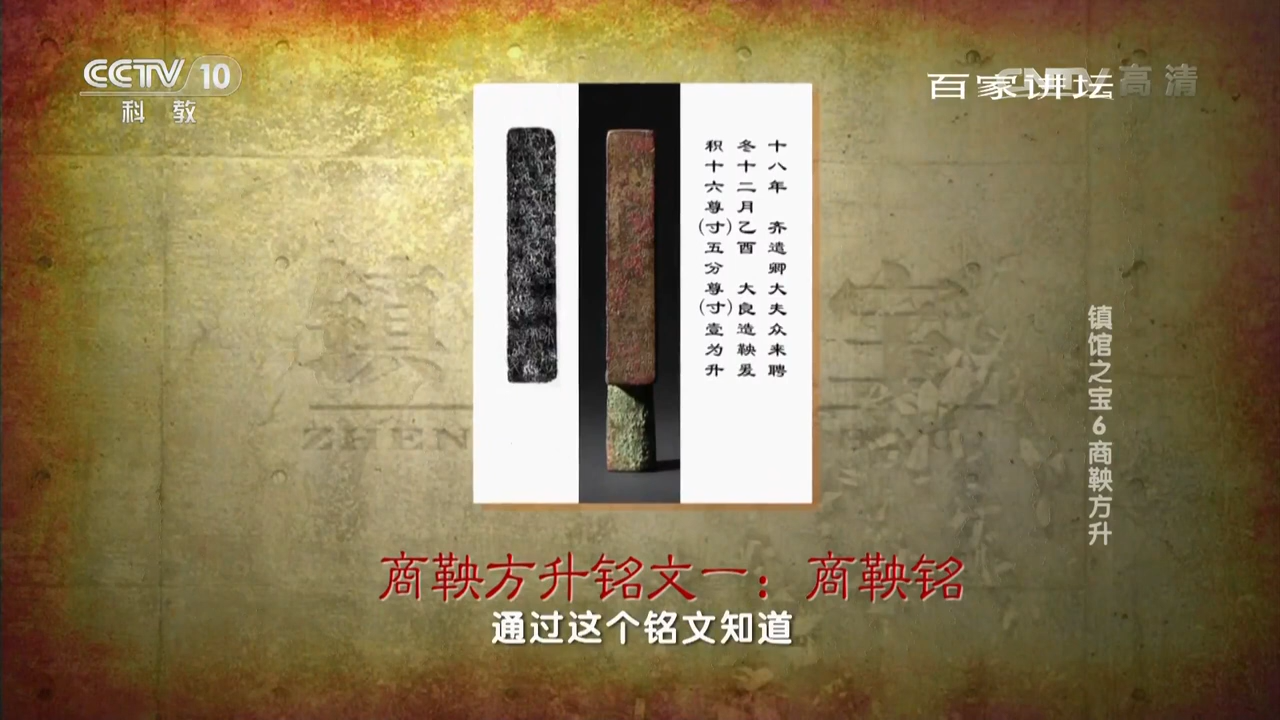 CCTV 10
科教
百家讲坛
高清
十八年 齐遣卿大夫众来聘
冬十二月乙酉 大良造鞅爰
积十六尊(寸)五分尊(寸)壹为升
镇馆之宝6商鞅方升
ZHEN
商鞅方升铭文一：商鞅铭
通过这个铭文知道